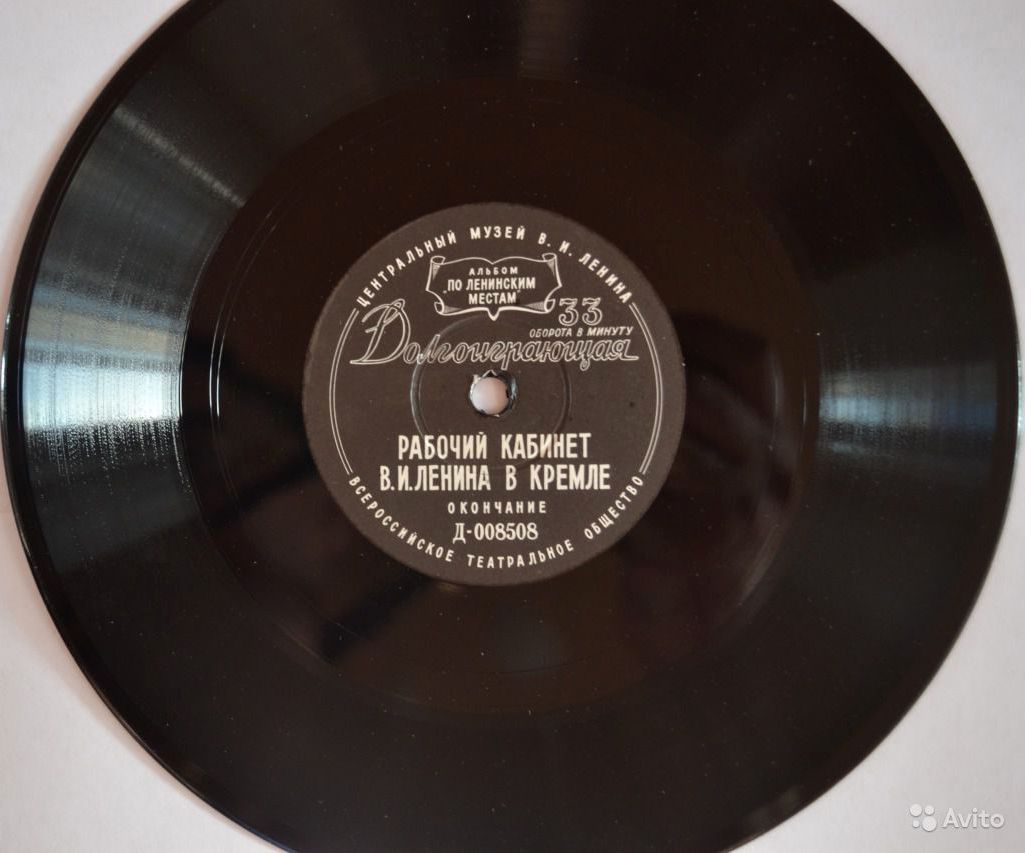 ЦЕНТРАЛЬНЫЙ МУЗЕЙ В. И. ЛЕНИНА
АЛЬБОМ
"ПО ЛЕНИНСКИМ
МЕСТАМ"
33
ОБОРОТА В МИНУТУ
Долгоиграющая
РАБОЧИЙ КАБИНЕТ
В.И.ЛЕНИНА В КРЕМЛЕ
ОКОНЧАНИЕ
Д-008508
ВСЕРОССИЙСКОЕ ТЕАТРАЛЬНОЕ ОБЩЕСТВО
Avito